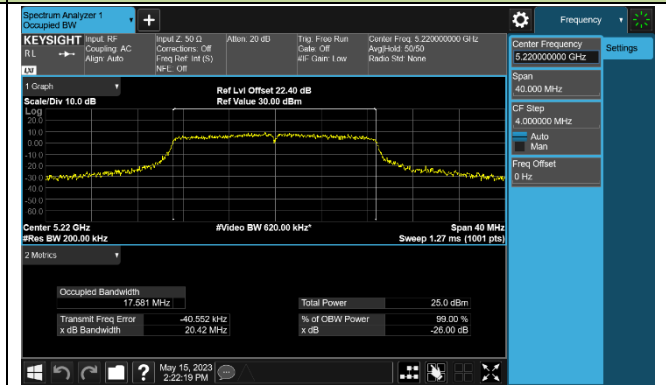 Spectrum Analyzer 1
Occupied BW
Frequency
KEYSIGHT
RL
LXI
Input: RF
Coupling: AC
Align: Auto
Input Z: 50 Ω
Corrections: Off
Freq Ref: Int (S)
NFE: Off
Atten: 20 dB
Trig: Free Run
Gate: Off
#IF Gain: Low
Center Freq: 5.220000000 GHz
Avg|Hold: 50/50
Radio Std: None
Center Frequency
5.220000000 GHz
Settings
Span
40.000 MHz
CF Step
4.000000 MHz
Auto
Man
Freq Offset
0 Hz
1 Graph
Scale/Div 10.0 dB
Ref Lvl Offset 22.40 dB
Ref Value 30.00 dBm
Log
20.0
10.0
0.00
-10.0
-20.0
-30.0
-40.0
-50.0
-60.0
Center 5.22 GHz
#Video BW 620.00 kHz*
Span 40 MHz
#Res BW 200.00 kHz
Sweep 1.27 ms (1001 pts)
2 Metrics
Occupied Bandwidth
17.581 MHz
Total Power 25.0 dBm
Transmit Freq Error -40.552 kHz
% of OBW Power 99.00 %
x dB Bandwidth 20.42 MHz
x dB -26.00 dB
?
May 15, 2023
2:22:19 PM